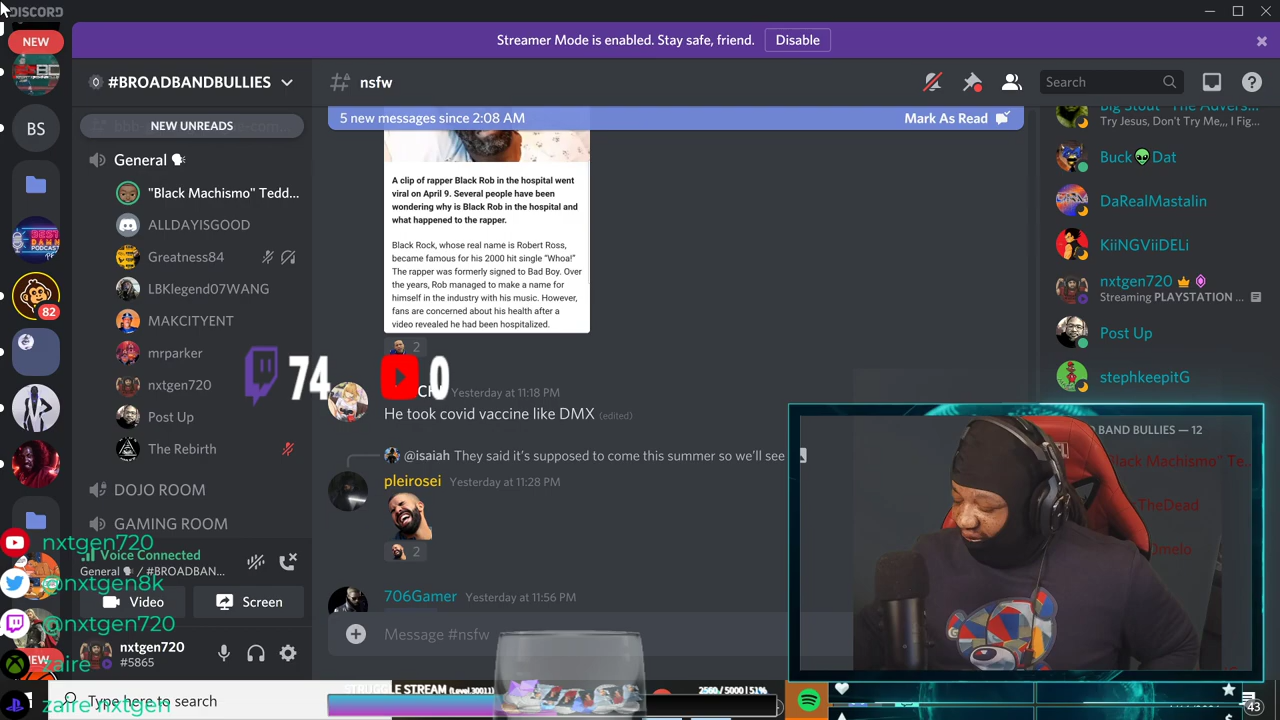 DISCORD
NEW
Streamer Mode is enabled. Stay safe, friend.
Disable
#BROADBANDBULLIES
nsfw
Search
NEW UNREADS
5 new messages since 2:08 AM
Mark As Read
BS
General
"Black Machismo" Tedd...
ALLDAYISGOOD
Greatness84
LBKlegend07WANG
MAKCITYENT
mrparker
nxtgen720
Post Up
The Rebirth
DOJO ROOM
GAMING ROOM
82
A clip of rapper Black Rob in the hospital went
viral on April 9. Several people have been
wondering why is Black Rob in the hospital and
what happened to the rapper.
Black Rock, whose real name is Robert Ross,
became famous for his 2000 hit single "Whoa!"
The rapper was formerly signed to Bad Boy. Over
the years, Rob managed to make a name for
himself in the industry with his music. However,
fans are concerned about his health after a
video revealed he had been hospitalized.
2
74
0
Yesterday at 11:18 PM
He took covid vaccine like DMX (edited)
@isaiah They said it's supposed to come this summer so we'll see
pleirosei Yesterday at 11:28 PM
2
706Gamer Yesterday at 11:56 PM
Message #nsfw
Big Stout "The Advers...
Try Jesus, Don't Try Me,,, I Fig...
Buck Dat
DaRealMastalin
KiiNGViiDELi
nxtgen720
Streaming PLAYSTATION ...
Post Up
stephkeepitG
BAND BULLIES — 12
lack Machismo" Te...
TheDead
Jmelo
nxtgen720
Voice Connected
General / #BROADBAN...
@nxtgen8k
Video
Screen
@nxtgen720
nxtgen720
#5865
zaire
Type here to search
zaire nxtgen
STRUGGLE STREAM (Level 30011)
2560 / 5000 | 51%
43